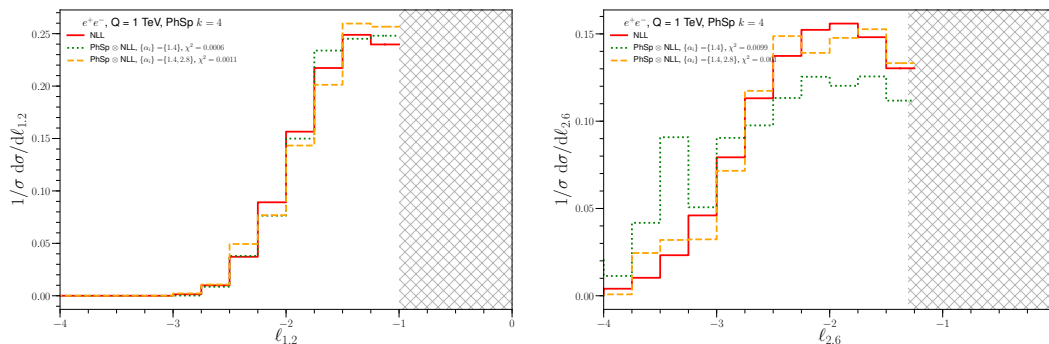 e⁺e⁻, Q = 1 TeV, PhSp k = 4
NLL
PhSp ⊗ NLL, {αᵢ} −{1.4}, χ² − 0.0006
PhSp ⊗ NLL, {αᵢ} −{1.4, 2.8}, χ² − 0.0011
1/σ dσ/dℓ₁.₂
0.25
0.20
0.15
0.10
0.05
0.00
−4
−3
−2
−1
0
ℓ₁.₂
e⁺e⁻, Q = 1 TeV, PhSp k = 4
NLL
PhSp ⊗ NLL, {αᵢ} −{1.4}, χ² − 0.0099
PhSp ⊗ NLL, {αᵢ} −{1.4, 2.8}, χ²
1/σ dσ/dℓ₂.₆
0.15
0.10
0.05
0.00
−4
−3
−2
−1
ℓ₂.₆